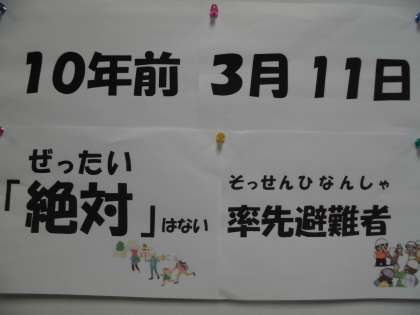 10年前 3月 11日
ぜったい
「絶対」はない
そっせんひなんしゃ
率先避難者